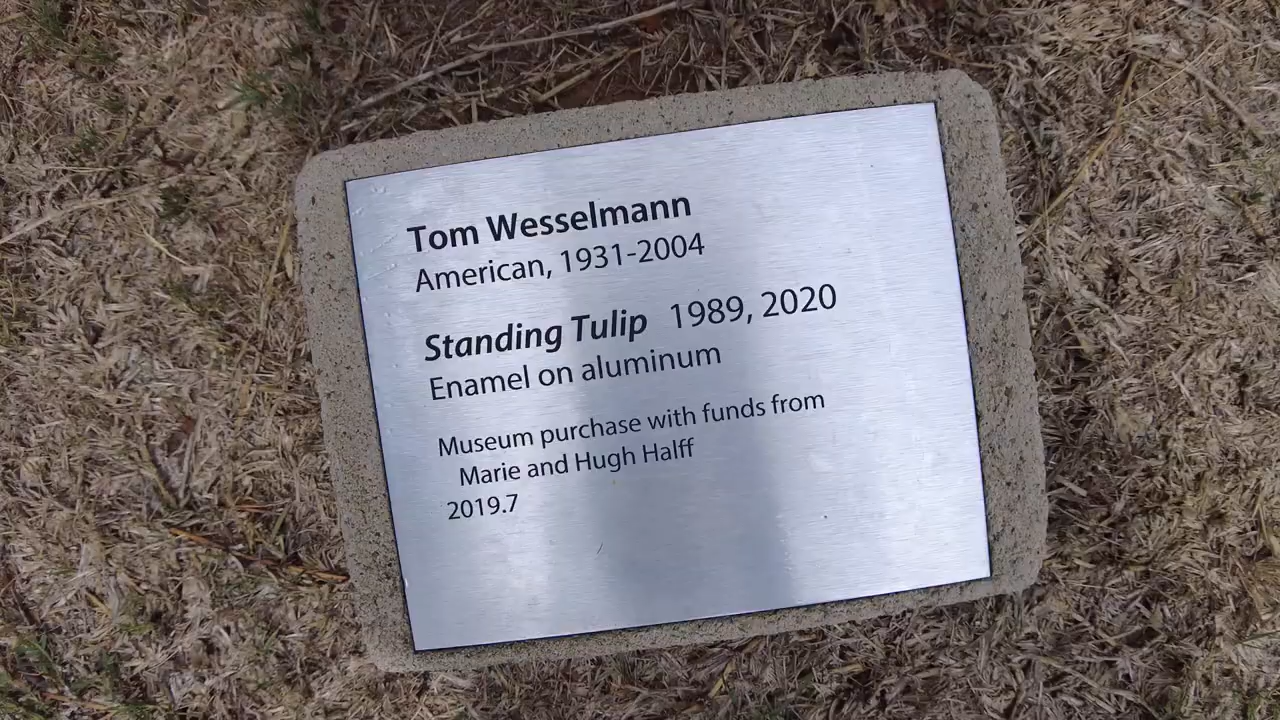 Tom Wesselmann
American, 1931-2004
Standing Tulip 1989, 2020
Enamel on aluminum
Museum purchase with funds from
Marie and Hugh Halff
2019.7